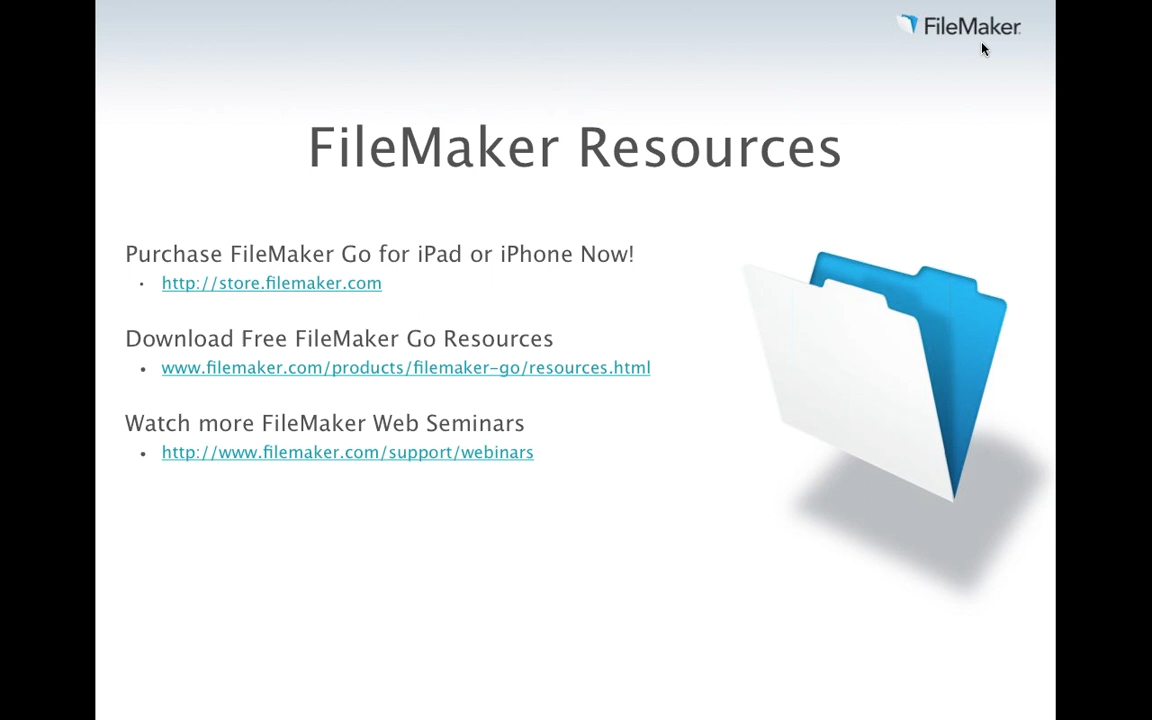 FileMaker
FileMaker Resources
Purchase FileMaker Go for iPad or iPhone Now!
• http://store.filemaker.com
Download Free FileMaker Go Resources
• www.filemaker.com/products/filemaker-go/resources.html
Watch more FileMaker Web Seminars
• http://www.filemaker.com/support/webinars